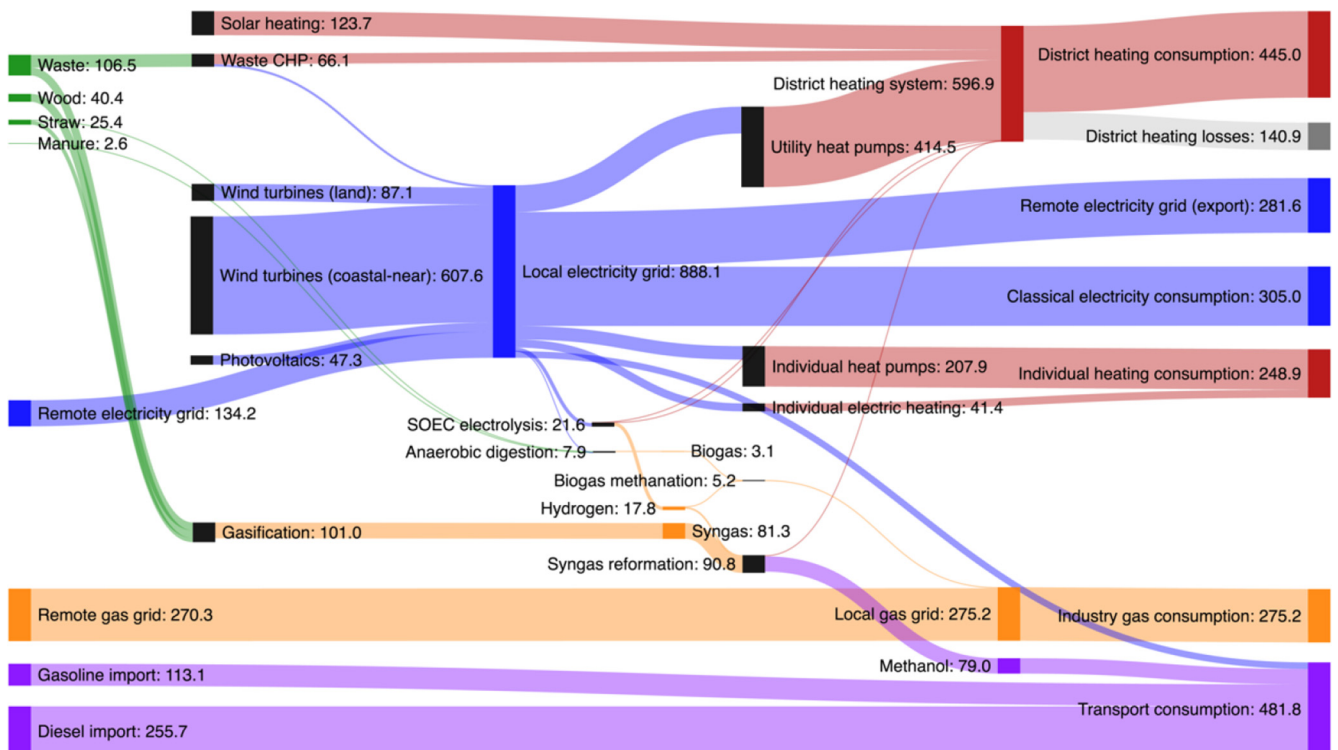 Solar heating: 123.7
District heating consumption: 445.0
Waste: 106.5
Waste CHP: 66.1
District heating system: 596.9
Wood: 40.4
Straw: 25.4
District heating losses: 140.9
Manure: 2.6
Utility heat pumps: 414.5
Wind turbines (land): 87.1
Remote electricity grid (export): 281.6
Wind turbines (coastal-near): 607.6
Local electricity grid: 888.1
Classical electricity consumption: 305.0
Photovoltaics: 47.3
Individual heat pumps: 207.9
Individual heating consumption: 248.9
Remote electricity grid: 134.2
Individual electric heating: 41.4
SOEC electrolysis: 21.6
Anaerobic digestion: 7.9
Biogas: 3.1
Biogas methanation: 5.2
Hydrogen: 17.8
Gasification: 101.0
Syngas: 81.3
Syngas reformation: 90.8
Remote gas grid: 270.3
Local gas grid: 275.2
Industry gas consumption: 275.2
Methanol: 79.0
Gasoline import: 113.1
Transport consumption: 481.8
Diesel import: 255.7